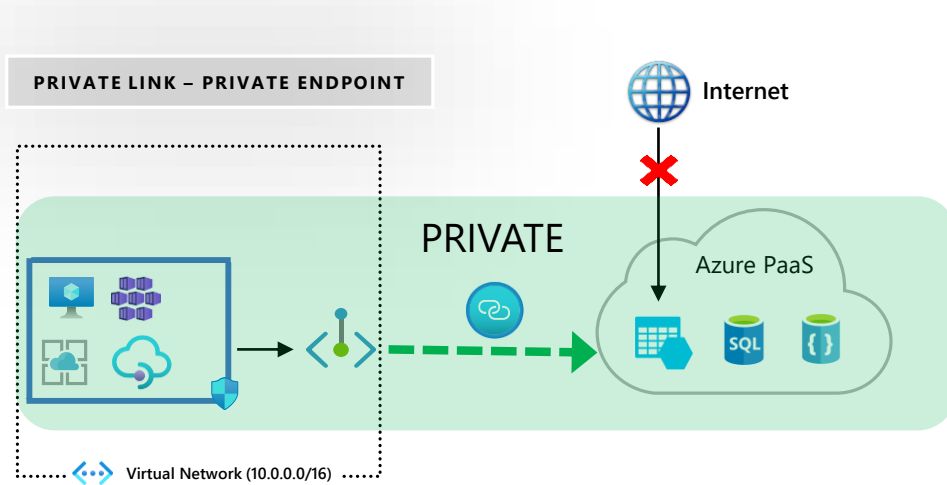 PRIVATE LINK – PRIVATE ENDPOINT
Internet
PRIVATE
Azure PaaS
SQL
{ }
Virtual Network (10.0.0.0/16)